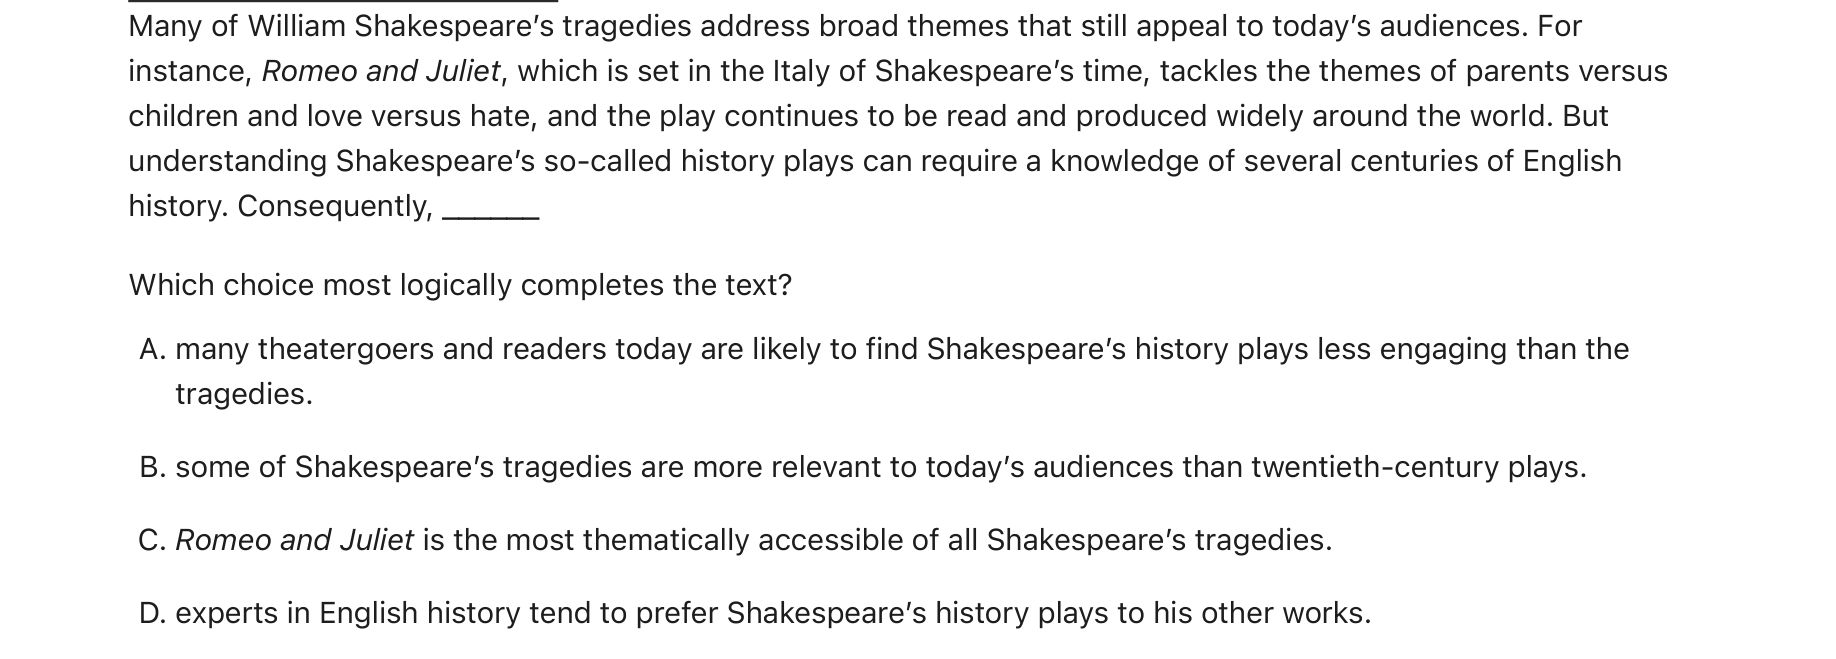 Many of William Shakespeare’s tragedies address broad themes that still appeal to today’s audiences. For
instance, Romeo and Juliet, which is set in the Italy of Shakespeare’s time, tackles the themes of parents versus
children and love versus hate, and the play continues to be read and produced widely around the world. But
understanding Shakespeare’s so-called history plays can require a knowledge of several centuries of English
history. Consequently, ______
Which choice most logically completes the text?
A. many theatergoers and readers today are likely to find Shakespeare’s history plays less engaging than the
tragedies.
B. some of Shakespeare’s tragedies are more relevant to today’s audiences than twentieth-century plays.
C. Romeo and Juliet is the most thematically accessible of all Shakespeare’s tragedies.
D. experts in English history tend to prefer Shakespeare’s history plays to his other works.